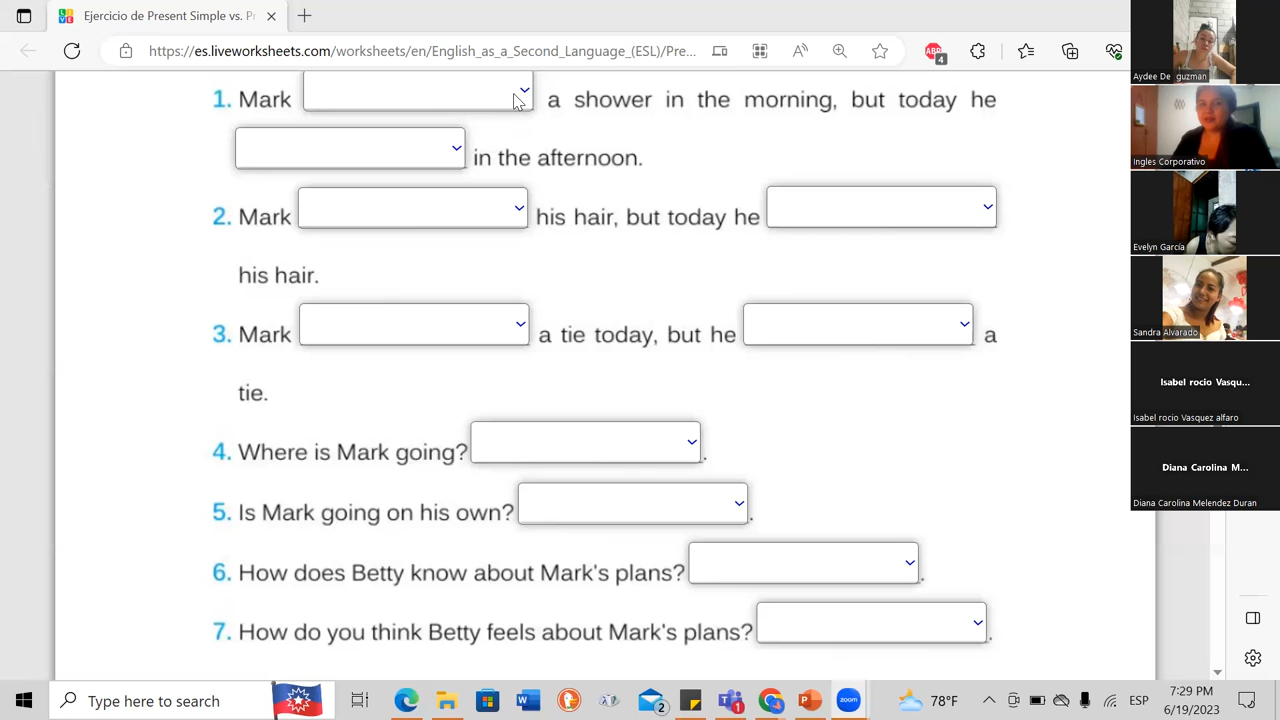 Ejercicio de Present Simple vs. P
https://es.liveworksheets.com/worksheets/en/English_as_a_Second_Language_(ESL)/Pre...
ABP
4
1. Mark a shower in the morning, but today he
in the afternoon.
2. Mark his hair, but today he
his hair.
3. Mark a tie today, but he a
tie.
4. Where is Mark going? .
5. Is Mark going on his own? .
6. How does Betty know about Mark's plans? .
7. How do you think Betty feels about Mark's plans? .
Aydee De guzman
Ingles Corporativo
Evelyn García
Sandra Alvarado
Isabel rocio Vasqu...
Isabel rocio Vasquez alfaro
Diana Carolina M...
Diana Carolina Melendez Duran
Type here to search
2
1
zoom
78°F
ESP
7:29 PM
6/19/2023